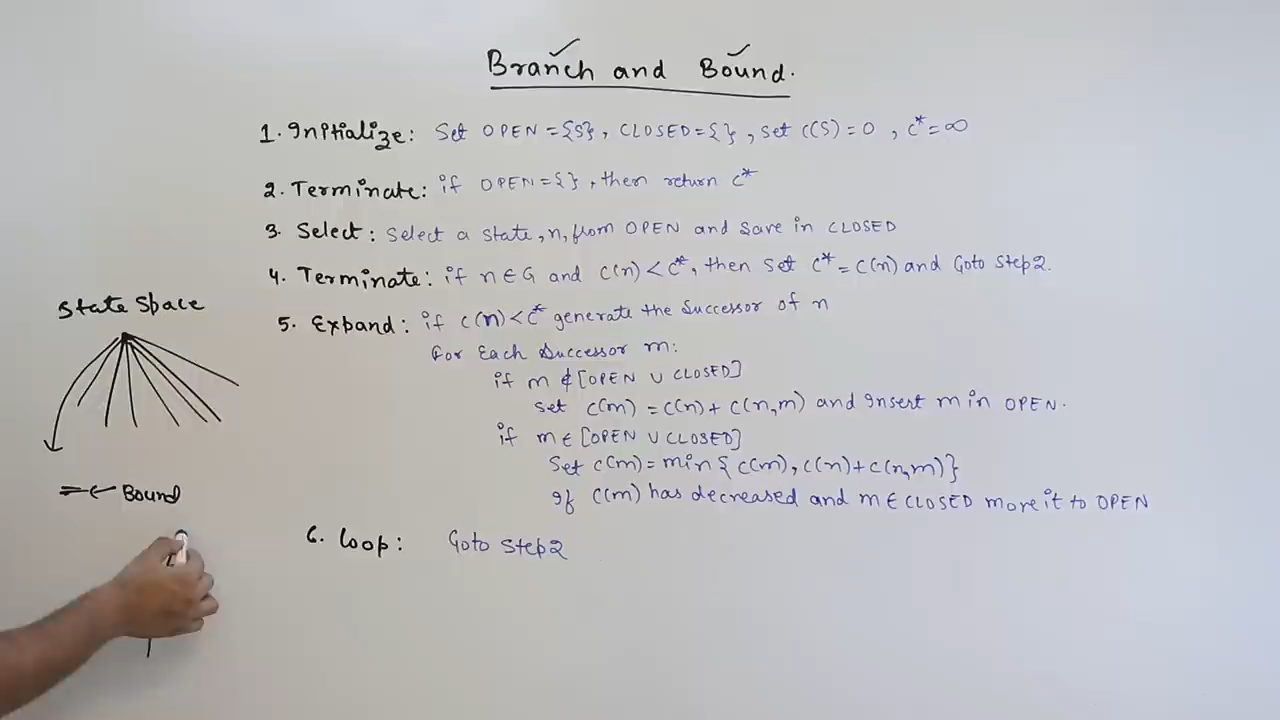 Branch and Bound.
1. Initialize: Set OPEN = {S}, CLOSED = { }, set C(S) = 0, C* = ∞
2. Terminate: if OPEN = { }, then return C*
3. Select: Select a state, n, from OPEN and save in CLOSED
4. Terminate: if n ∈ G and C(n) < C*, then set C* = C(n) and Goto Step2.
5. Expand: if C(n) < C* generate the Successor of n
For Each Successor m:
if m ∉ [OPEN ∪ CLOSED]
Set C(m) = C(n) + C(n,m) and Insert m in OPEN.
if m ∈ [OPEN ∪ CLOSED]
Set C(m) = min { C(m), C(n) + C(n,m) }
If C(m) has decreased and m ∈ CLOSED move it to OPEN
6. Loop: Goto Step2
State Space
= ← Bound